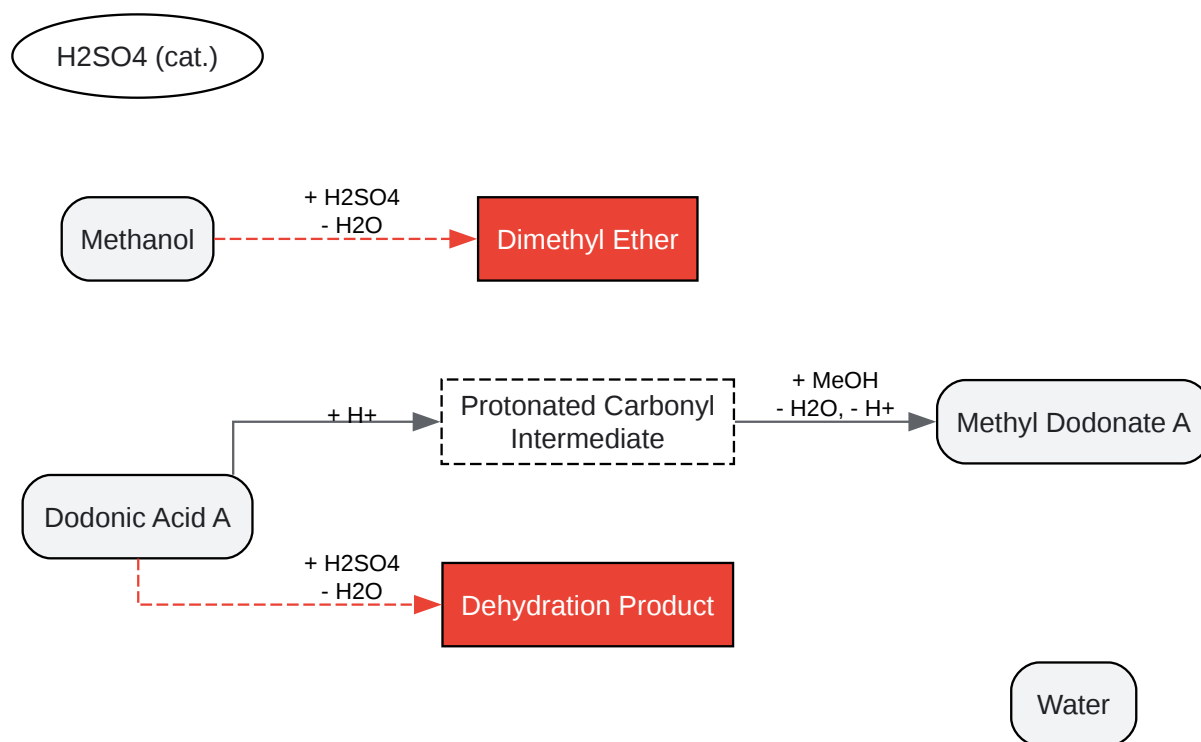 H2SO4 (cat.)
+ H2SO4
- H2O
Methanol
Dimethyl Ether
+ H+
Protonated Carbonyl
Intermediate
+ MeOH
- H2O, - H+
Methyl Dodonate A
Dodonic Acid A
+ H2SO4
- H2O
Dehydration Product
Water